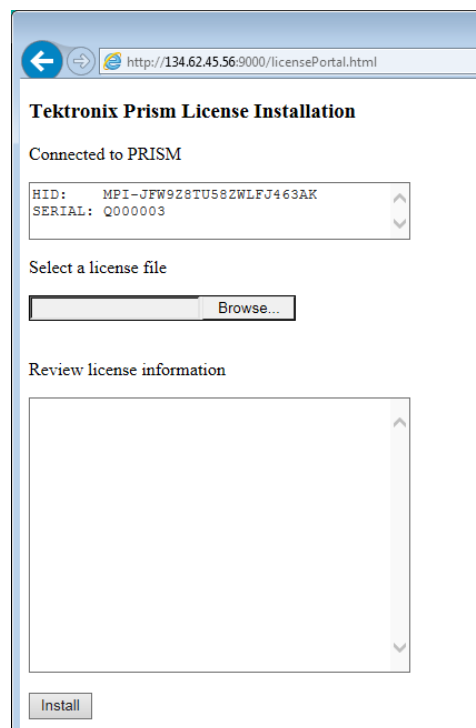 http://134.62.45.56:9000/licensePortal.html
Tektronix Prism License Installation
Connected to PRISM
HID:    MPI-JFW9Z8TU58ZWLFJ463AK
SERIAL: Q000003
Select a license file
Browse...
Review license information
Install